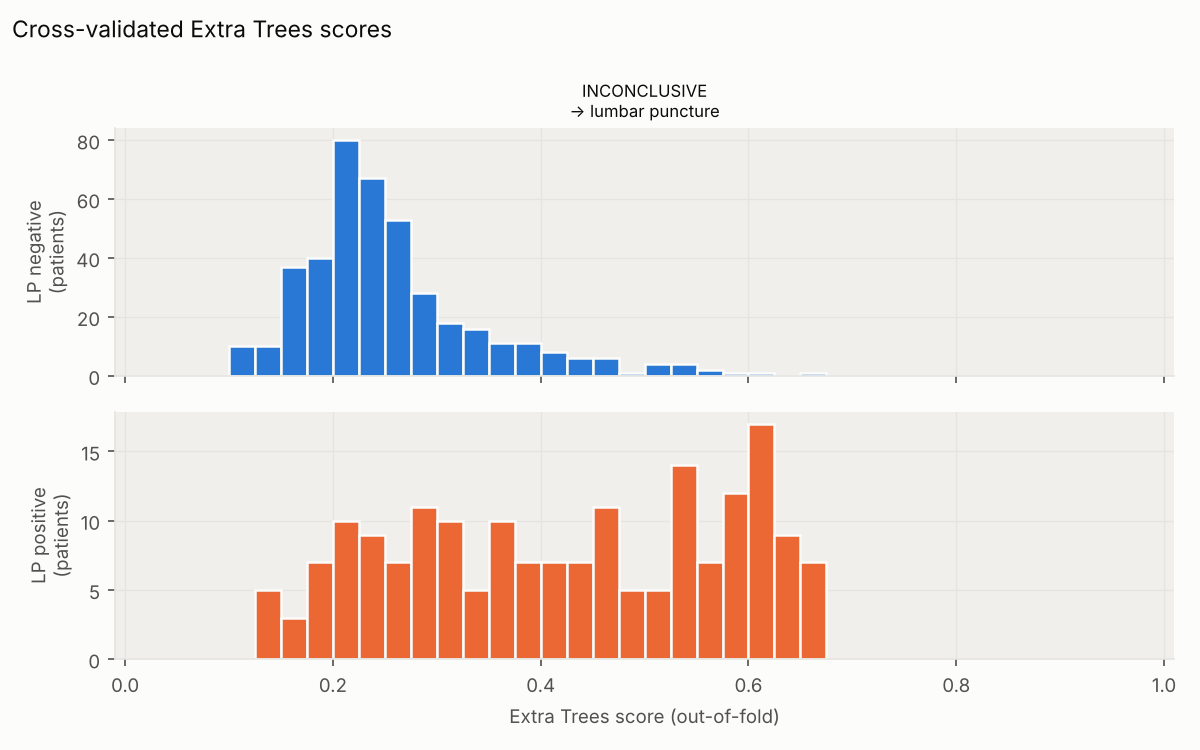 Cross-validated Extra Trees scores
INCONCLUSIVE
→ lumbar puncture
LP negative
(patients)
80
60
40
20
0
LP positive
(patients)
15
10
5
0
0.0 0.2 0.4 0.6 0.8 1.0
Extra Trees score (out-of-fold)